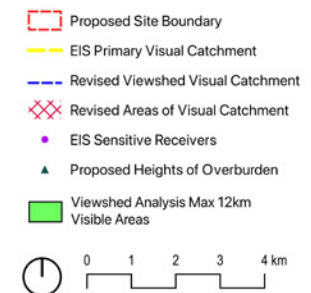 Proposed Site Boundary
EIS Primary Visual Catchment
Revised Viewshed Visual Catchment
Revised Areas of Visual Catchment
EIS Sensitive Receivers
Proposed Heights of Overburden
Viewshed Analysis Max 12km
Visible Areas
0 1 2 3 4 km